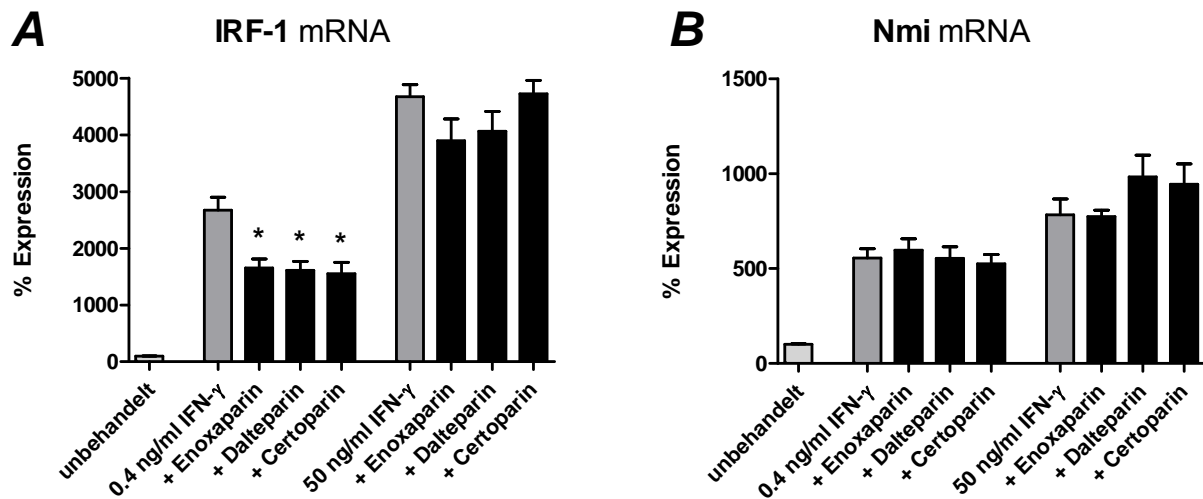 A
IRF-1 mRNA
% Expression
5000
4000
3000
2000
1000
0
* * *
unbehandelt
0.4 ng/ml IFN-γ
+ Enoxaparin
+ Dalteparin
+ Certoparin
50 ng/ml IFN-γ
+ Enoxaparin
+ Dalteparin
+ Certoparin
B
Nmi mRNA
% Expression
1500
1000
500
0
unbehandelt
0.4 ng/ml IFN-γ
+ Enoxaparin
+ Dalteparin
+ Certoparin
50 ng/ml IFN-γ
+ Enoxaparin
+ Dalteparin
+ Certoparin